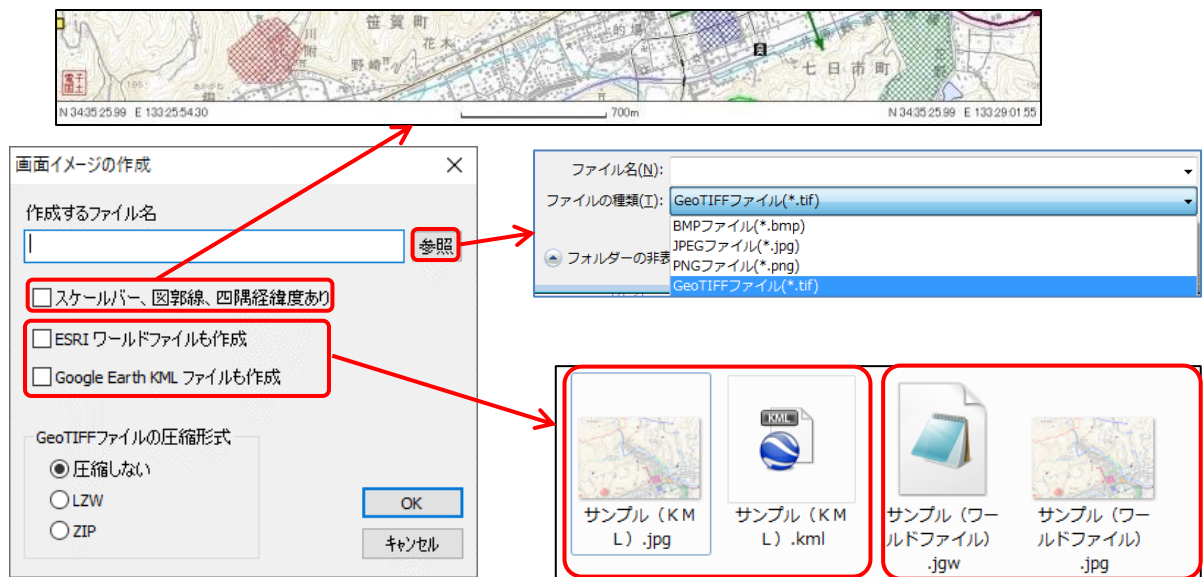 笹賀町
川附
花木
野崎
的場
七日市町
電子
国土
N 34 35 25.99 E 133 25 54.30
700m
N 34 35 25.99 E 133 29 01.55
画面イメージの作成
作成するファイル名
参照
スケールバー、図郭線、四隅経緯度あり
ESRI ワールドファイルも作成
Google Earth KML ファイルも作成
GeoTIFFファイルの圧縮形式
圧縮しない
LZW
ZIP
OK
キャンセル
ファイル名(N):
ファイルの種類(T): GeoTIFFファイル(*.tif)
BMPファイル(*.bmp)
JPEGファイル(*.jpg)
フォルダーの非表
PNGファイル(*.png)
GeoTIFFファイル(*.tif)
KML
サンプル（KM
L）.jpg
サンプル（KM
L）.kml
サンプル（ワー
ルドファイル）
.jgw
サンプル（ワー
ルドファイル）
.jpg